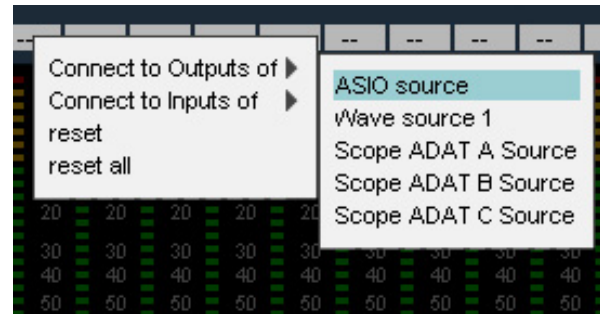 -- -- -- -- --
Connect to Outputs of
Connect to Inputs of
reset
reset all
ASIO source
Wave source 1
Scope ADAT A Source
Scope ADAT B Source
Scope ADAT C Source
20 20 20 20 20
30 30 30 30 30 30 30 30 30
40 40 40 40 40 40 40 40 40
50 50 50 50 50 50 50 50 50